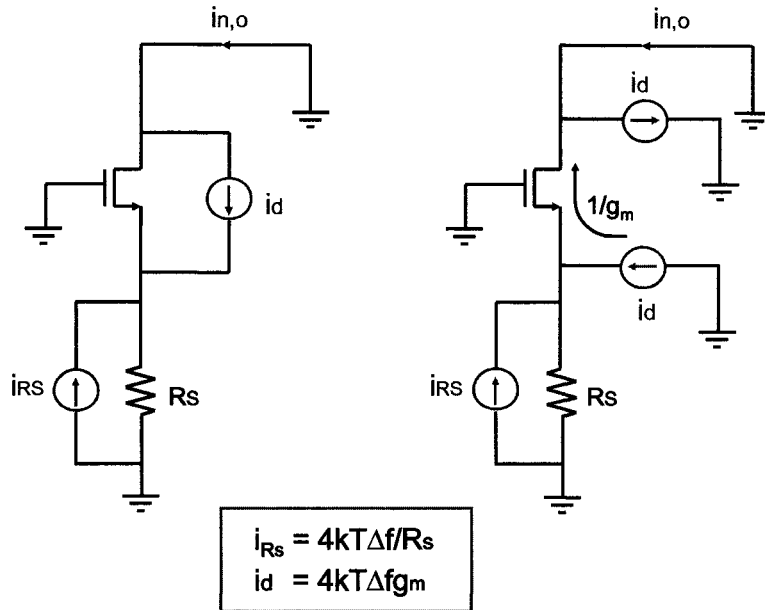 in,o
id
iRS
Rs
in,o
id
1/gm
id
iRS
Rs
iRs = 4kTΔf/Rs
id = 4kTΔfgm